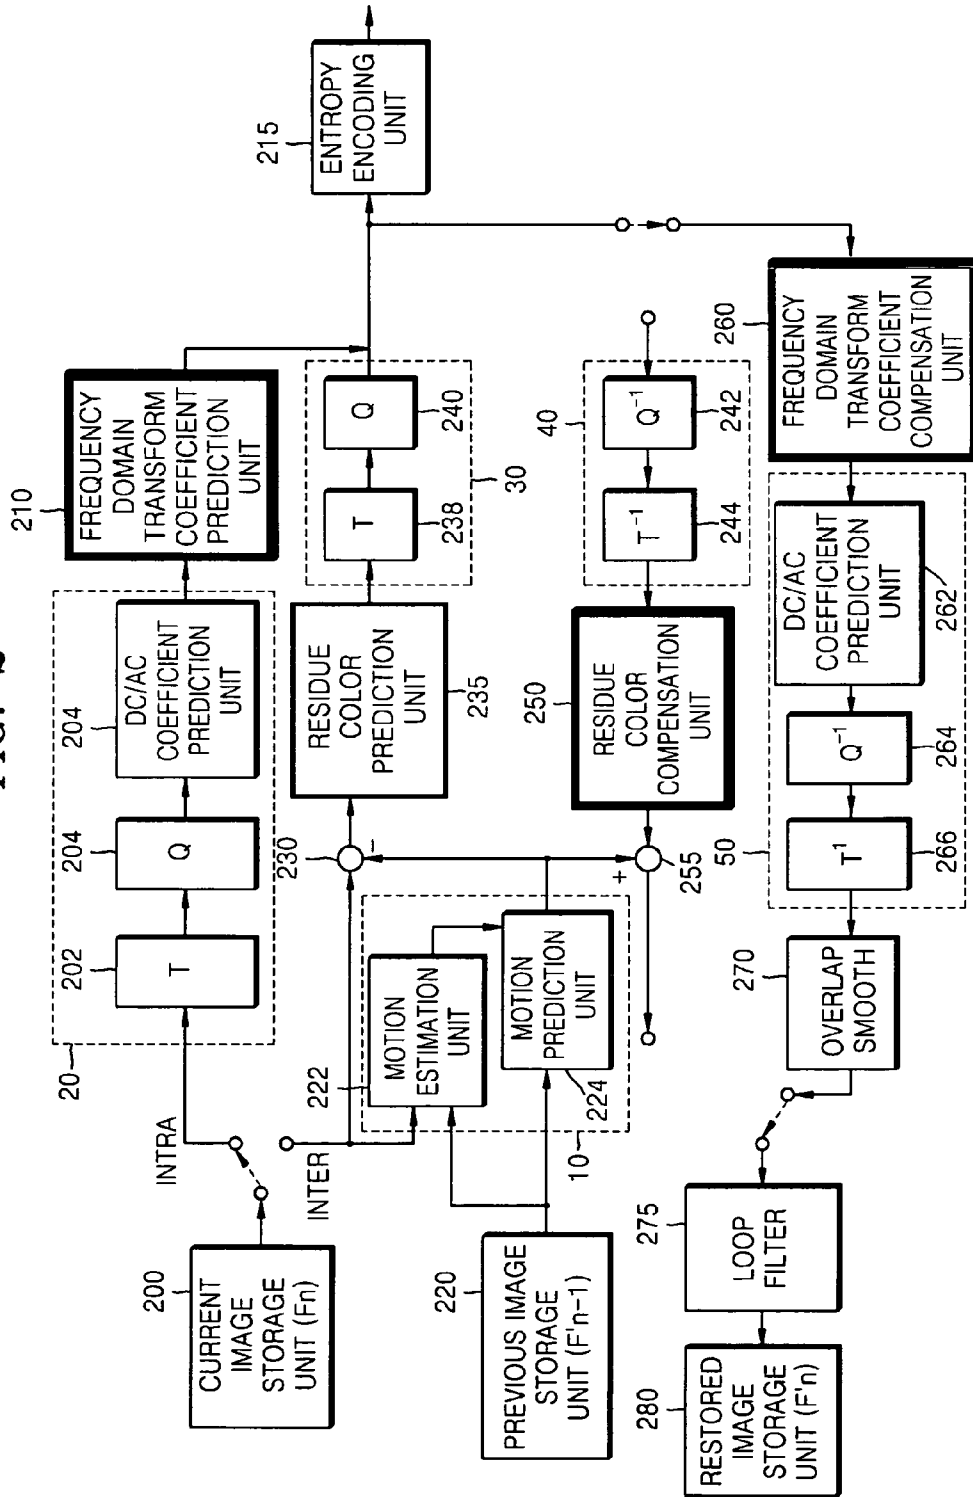 200
CURRENT
IMAGE
STORAGE
UNIT (Fn)
INTRA
INTER
20
202
T
204
Q
204
DC/AC
COEFFICIENT
PREDICTION
UNIT
210
FREQUENCY
DOMAIN
TRANSFORM
COEFFICIENT
PREDICTION
UNIT
215
ENTROPY
ENCODING
UNIT
230
−
RESIDUE
COLOR
PREDICTION
UNIT
235
T
238
Q
240
30
220
PREVIOUS IMAGE
STORAGE
UNIT (F'n−1)
10
222
MOTION
ESTIMATION
UNIT
MOTION
PREDICTION
UNIT
224
+
255
250
RESIDUE
COLOR
COMPENSATION
UNIT
40
T⁻¹
244
Q⁻¹
242
260
FREQUENCY
DOMAIN
TRANSFORM
COEFFICIENT
COMPENSATION
UNIT
DC/AC
COEFFICIENT
PREDICTION
UNIT
262
Q⁻¹
264
T¹
266
50
270
OVERLAP
SMOOTH
275
LOOP
FILTER
280
RESTORED
IMAGE
STORAGE
UNIT (F'n)